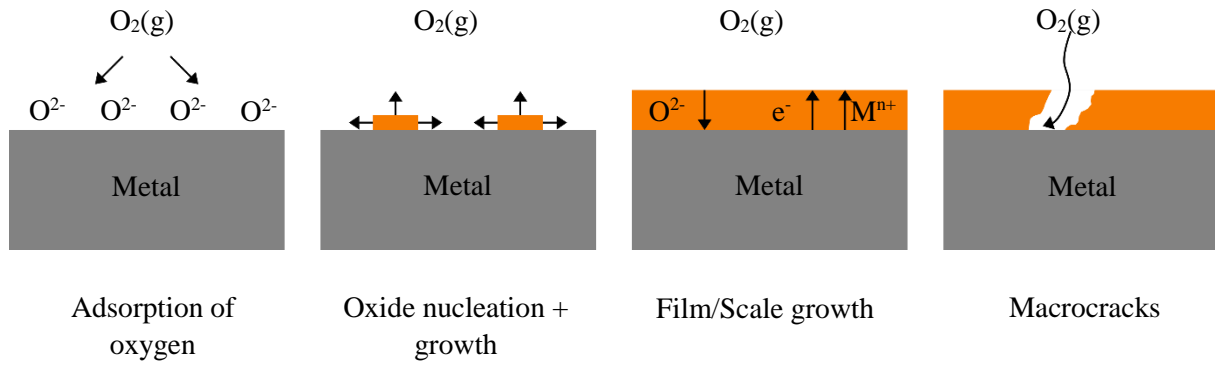 O₂(g)
O²⁻ O²⁻ O²⁻ O²⁻
Metal
Adsorption of
oxygen
O₂(g)
Metal
Oxide nucleation +
growth
O₂(g)
O²⁻ e⁻ Mⁿ⁺
Metal
Film/Scale growth
O₂(g)
Metal
Macrocracks